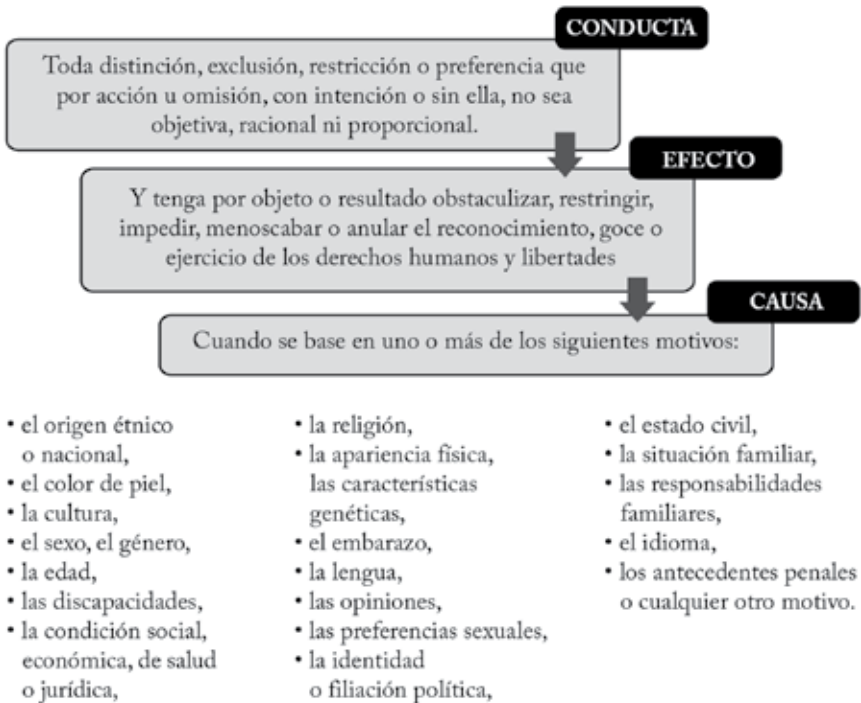 CONDUCTA
Toda distinción, exclusión, restricción o preferencia que
por acción u omisión, con intención o sin ella, no sea
objetiva, racional ni proporcional.
EFECTO
Y tenga por objeto o resultado obstaculizar, restringir,
impedir, menoscabar o anular el reconocimiento, goce o
ejercicio de los derechos humanos y libertades
CAUSA
Cuando se base en uno o más de los siguientes motivos:
• el origen étnico
o nacional,
• el color de piel,
• la cultura,
• el sexo, el género,
• la edad,
• las discapacidades,
• la condición social,
económica, de salud
o jurídica,
• la religión,
• la apariencia física,
las características
genéticas,
• el embarazo,
• la lengua,
• las opiniones,
• las preferencias sexuales,
• la identidad
o filiación política,
• el estado civil,
• la situación familiar,
• las responsabilidades
familiares,
• el idioma,
• los antecedentes penales
o cualquier otro motivo.